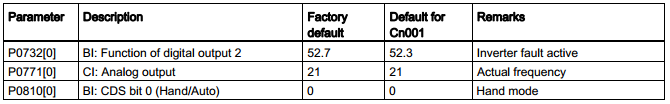 Parameter Description Factory default Default for Cn001 Remarks
P0732[0] BI: Function of digital output 2 52.7 52.3 Inverter fault active
P0771[0] CI: Analog output 21 21 Actual frequency
P0810[0] BI: CDS bit 0 (Hand/Auto) 0 0 Hand mode